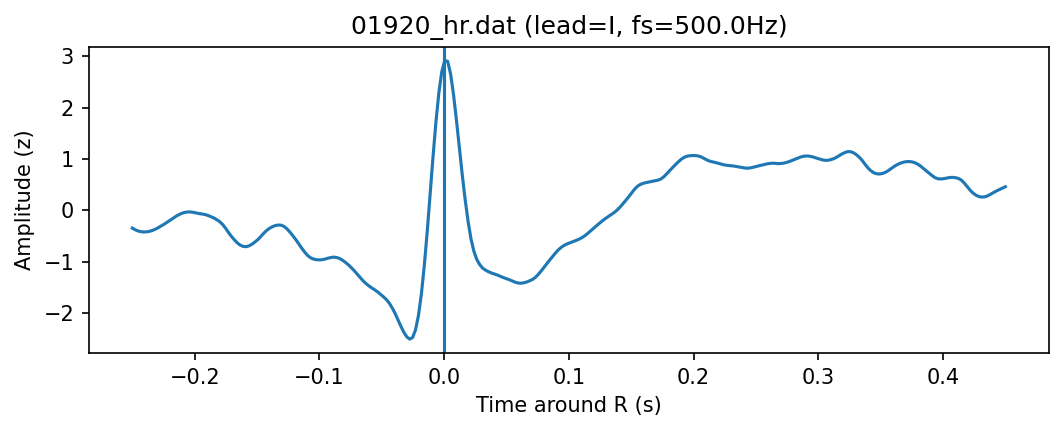 01920_hr.dat (lead=I, fs=500.0Hz)
Amplitude (z)
3
2
1
0
−1
−2
−0.2 −0.1 0.0 0.1 0.2 0.3 0.4
Time around R (s)